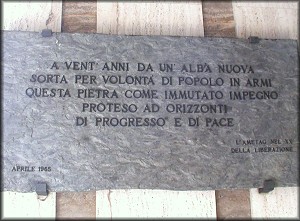 A VENT' ANNI DA UN' ALBA NUOVA
SORTA PER VOLONTÀ DI POPOLO IN ARMI
QUESTA PIETRA COME IMMUTATO IMPEGNO
PROTESO AD ORIZZONTI
DI PROGRESSO E DI PACE
NEL
DELLA LIBERAZIONE
APRILE 1965